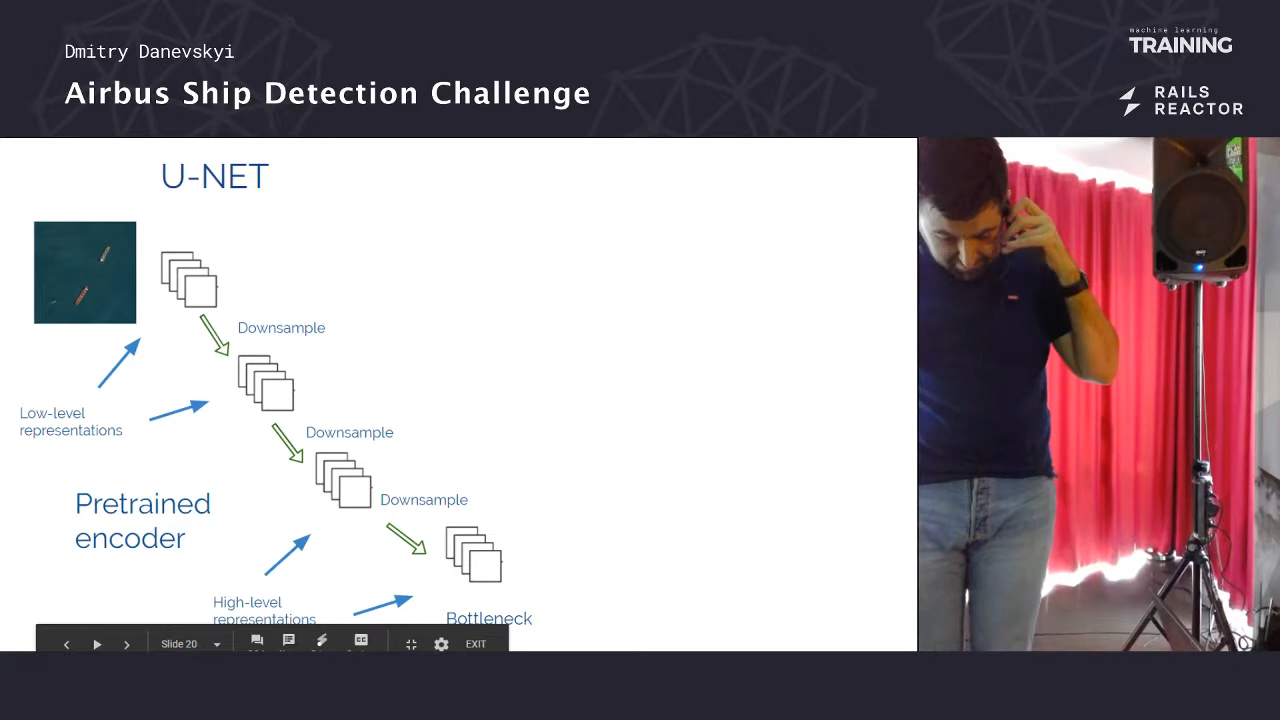 Dmitry Danevskyi
Airbus Ship Detection Challenge
machine learning
TRAINING
RAILS
REACTOR
U-NET
Downsample
Low-level
representations
Downsample
Downsample
Pretrained
encoder
High-level
representations
Bottleneck
Slide 20
EXIT